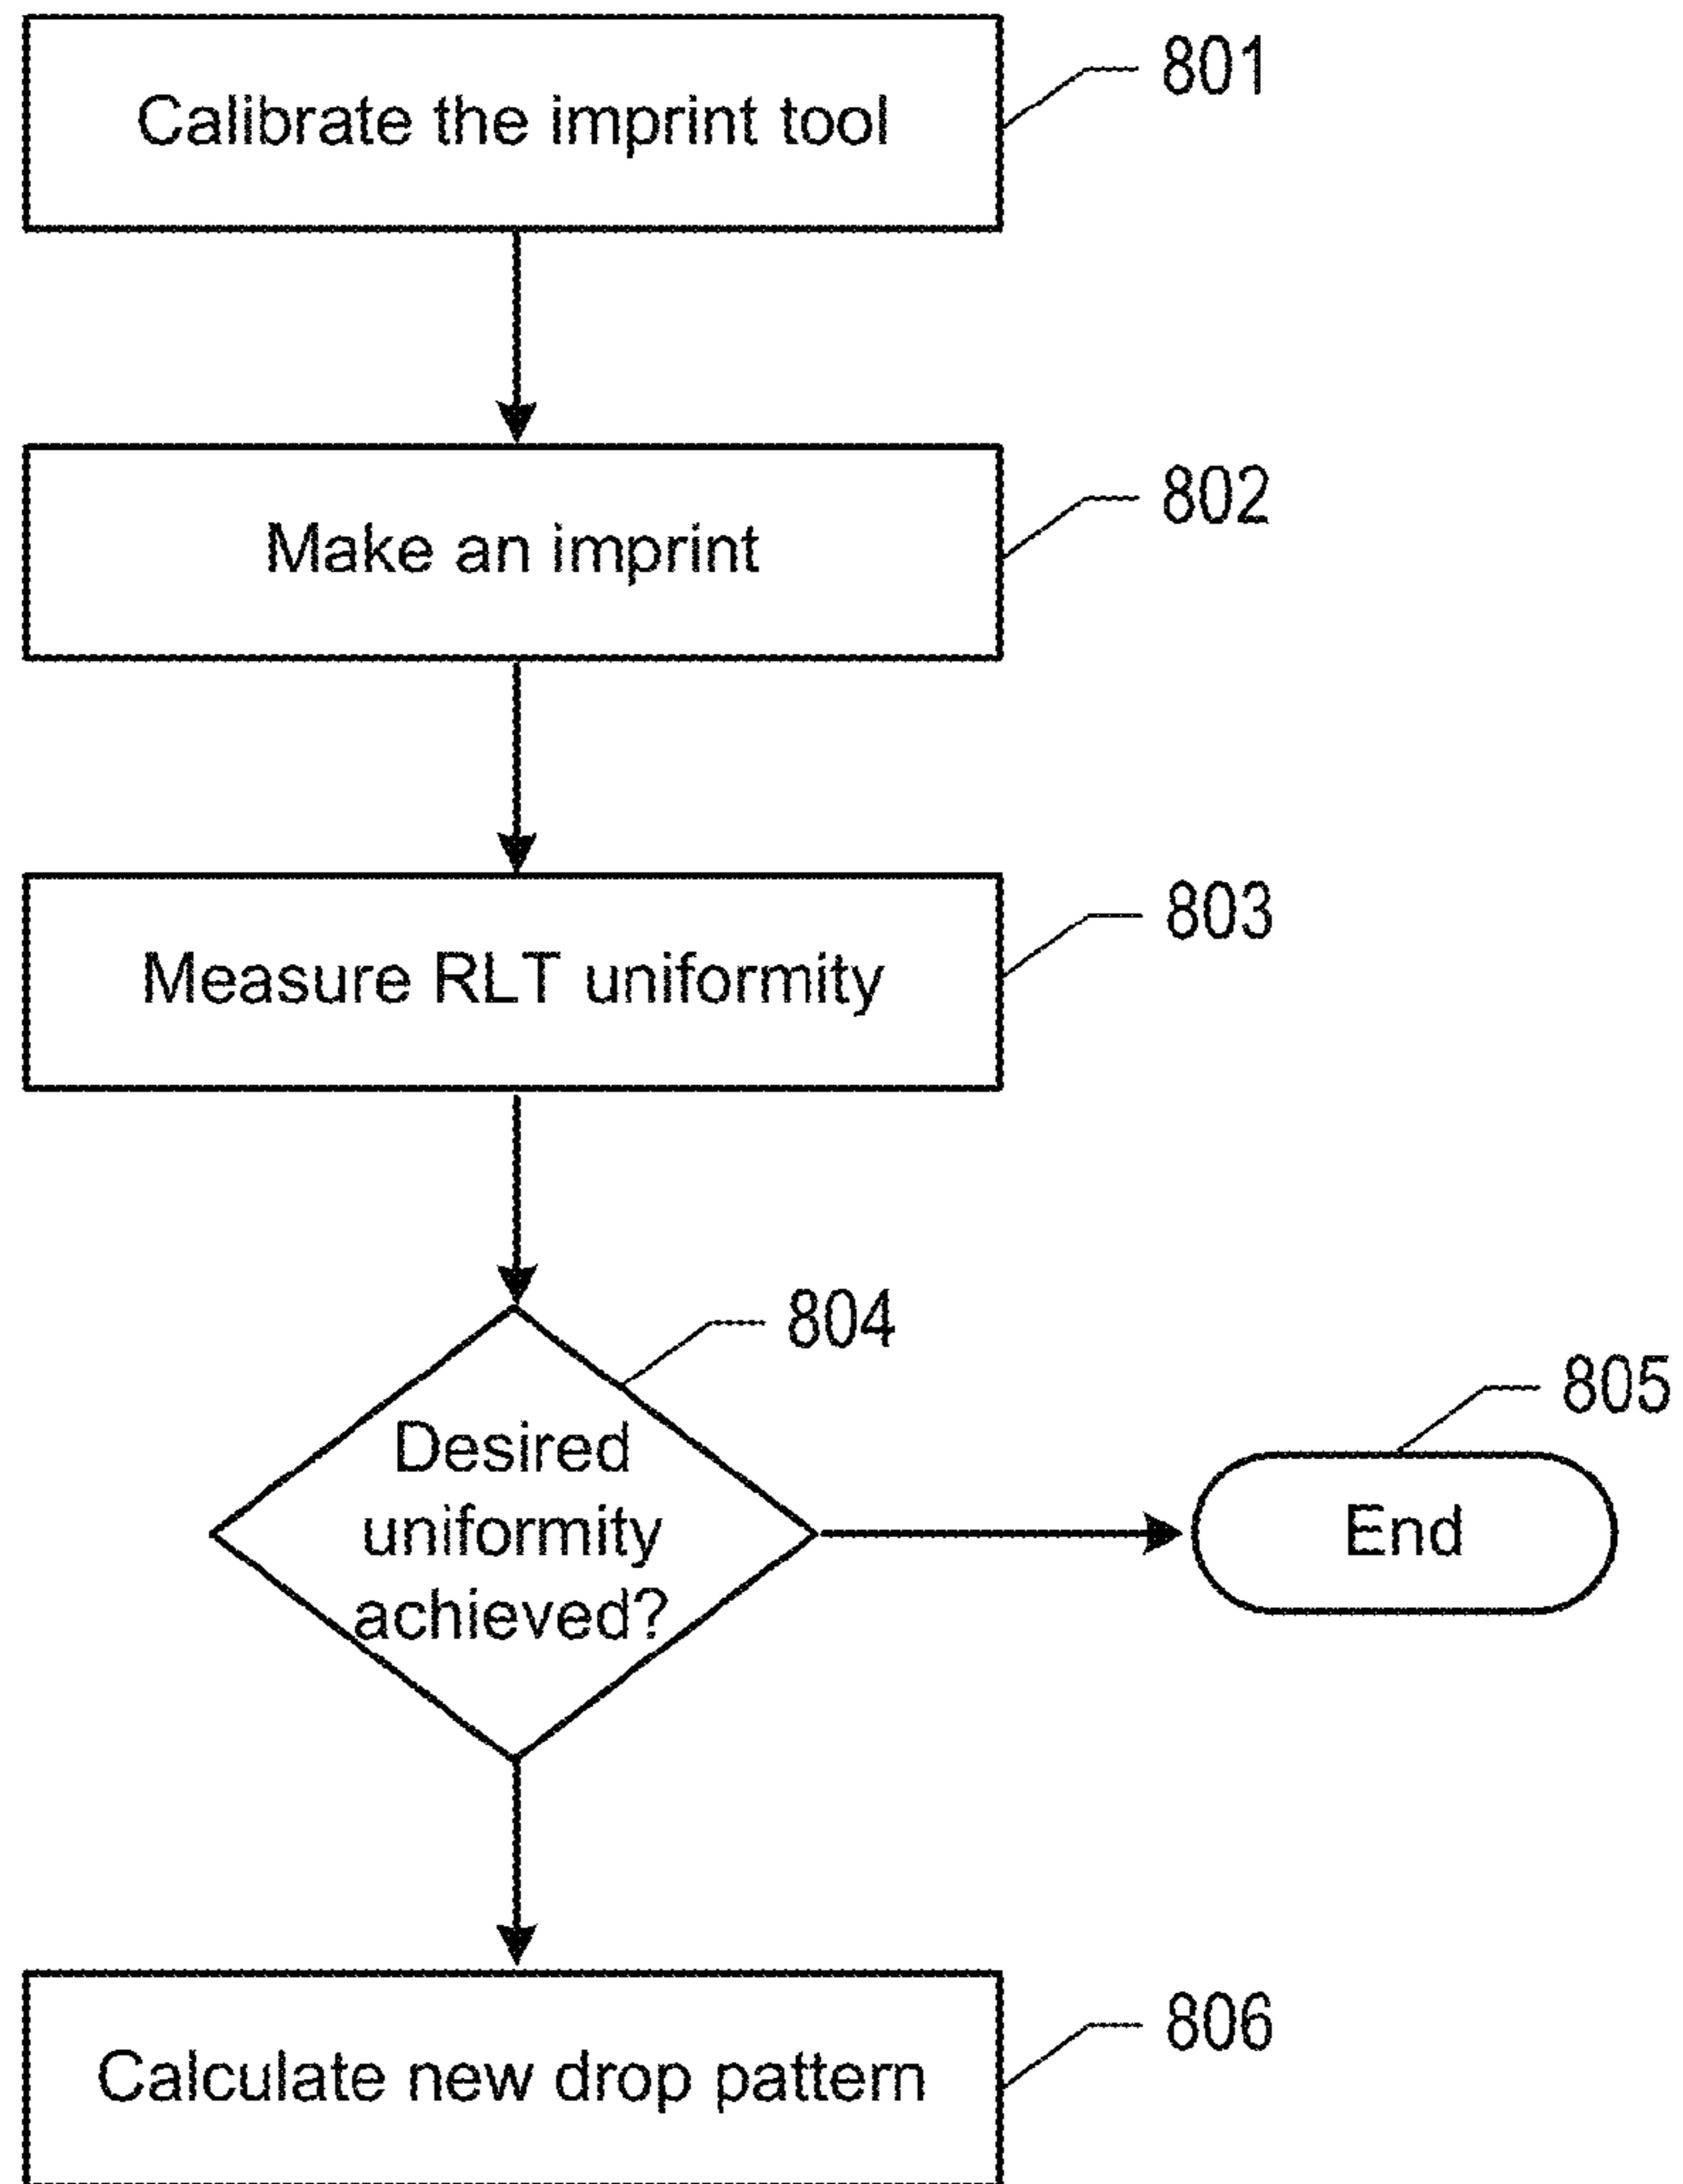 Calibrate the imprint tool
801
Make an imprint
802
Measure RLT uniformity
803
804
Desired
uniformity
achieved?
805
End
806
Calculate new drop pattern